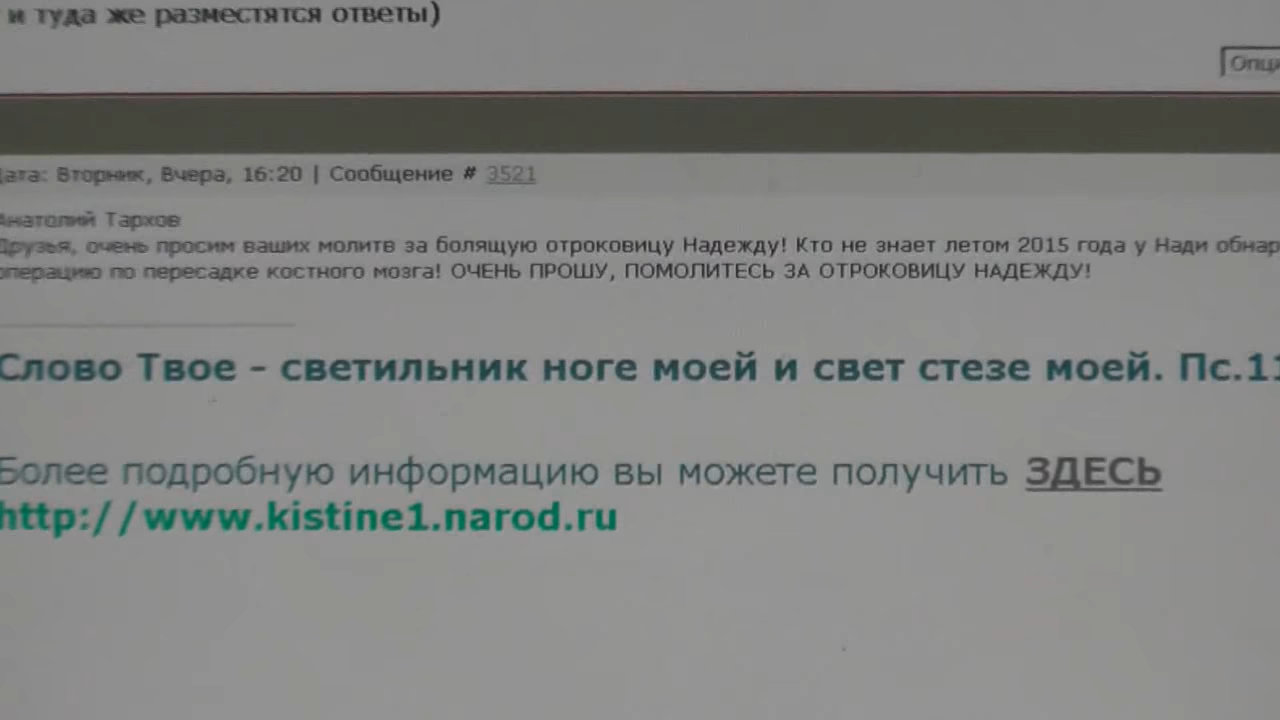 и туда же разместятся ответы)
Опци
Дата: Вторник, Вчера, 16:20 | Сообщение # 3521
Анатолий Тархов
Друзья, очень просим ваших молитв за болящую отроковицу Надежду! Кто не знает летом 2015 года у Нади обнар
операцию по пересадке костного мозга! ОЧЕНЬ ПРОШУ, ПОМОЛИТЕСЬ ЗА ОТРОКОВИЦУ НАДЕЖДУ!
Слово Твое - светильник ноге моей и свет стезе моей. Пс.11
Более подробную информацию вы можете получить ЗДЕСЬ
http://www.kistine1.narod.ru